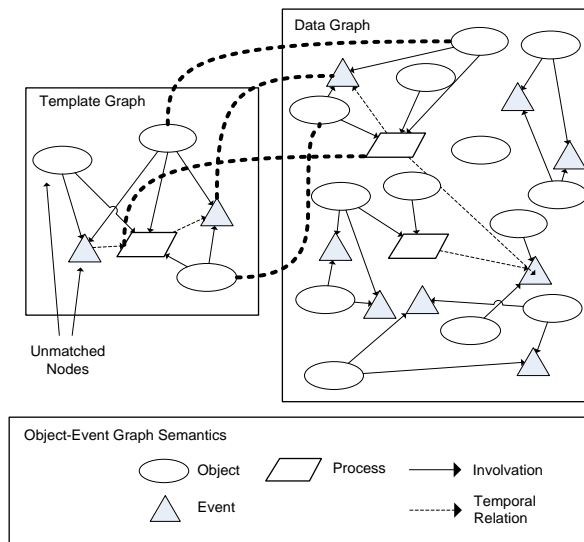 Data Graph
Template Graph
Unmatched
Nodes
Object-Event Graph Semantics
Object
Process
Involvation
Event
Temporal
Relation